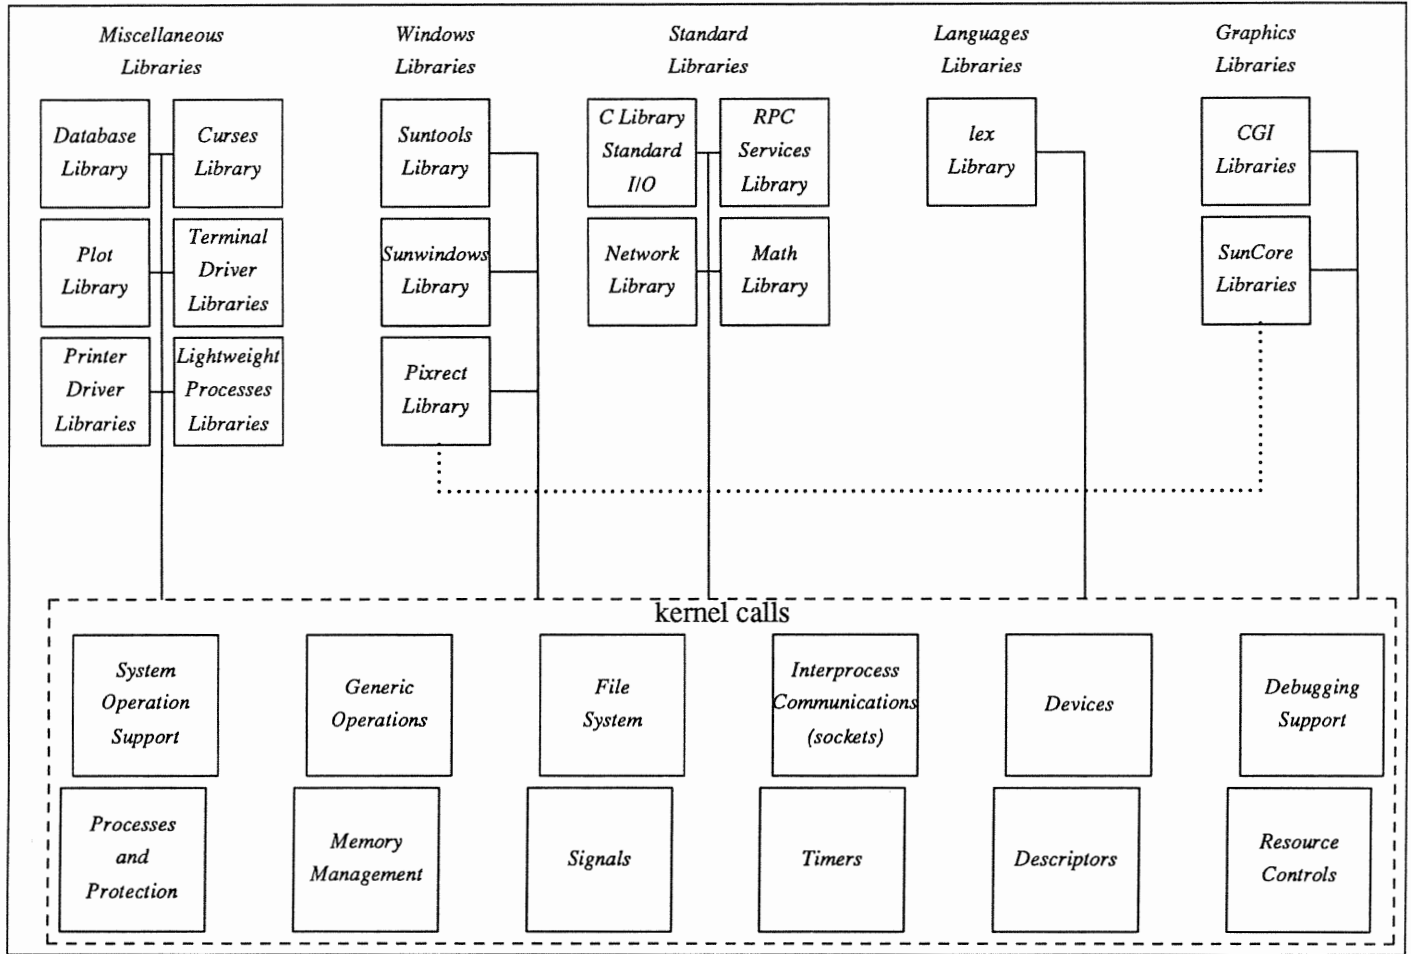 Miscellaneous
Libraries
Windows
Libraries
Standard
Libraries
Languages
Libraries
Graphics
Libraries
Database
Library
Curses
Library
Suntools
Library
C Library
Standard
I/O
RPC
Services
Library
lex
Library
CGI
Libraries
Plot
Library
Terminal
Driver
Libraries
Sunwindows
Library
Network
Library
Math
Library
SunCore
Libraries
Printer
Driver
Libraries
Lightweight
Processes
Libraries
Pixrect
Library
kernel calls
System
Operation
Support
Generic
Operations
File
System
Interprocess
Communications
(sockets)
Devices
Debugging
Support
Processes
and
Protection
Memory
Management
Signals
Timers
Descriptors
Resource
Controls